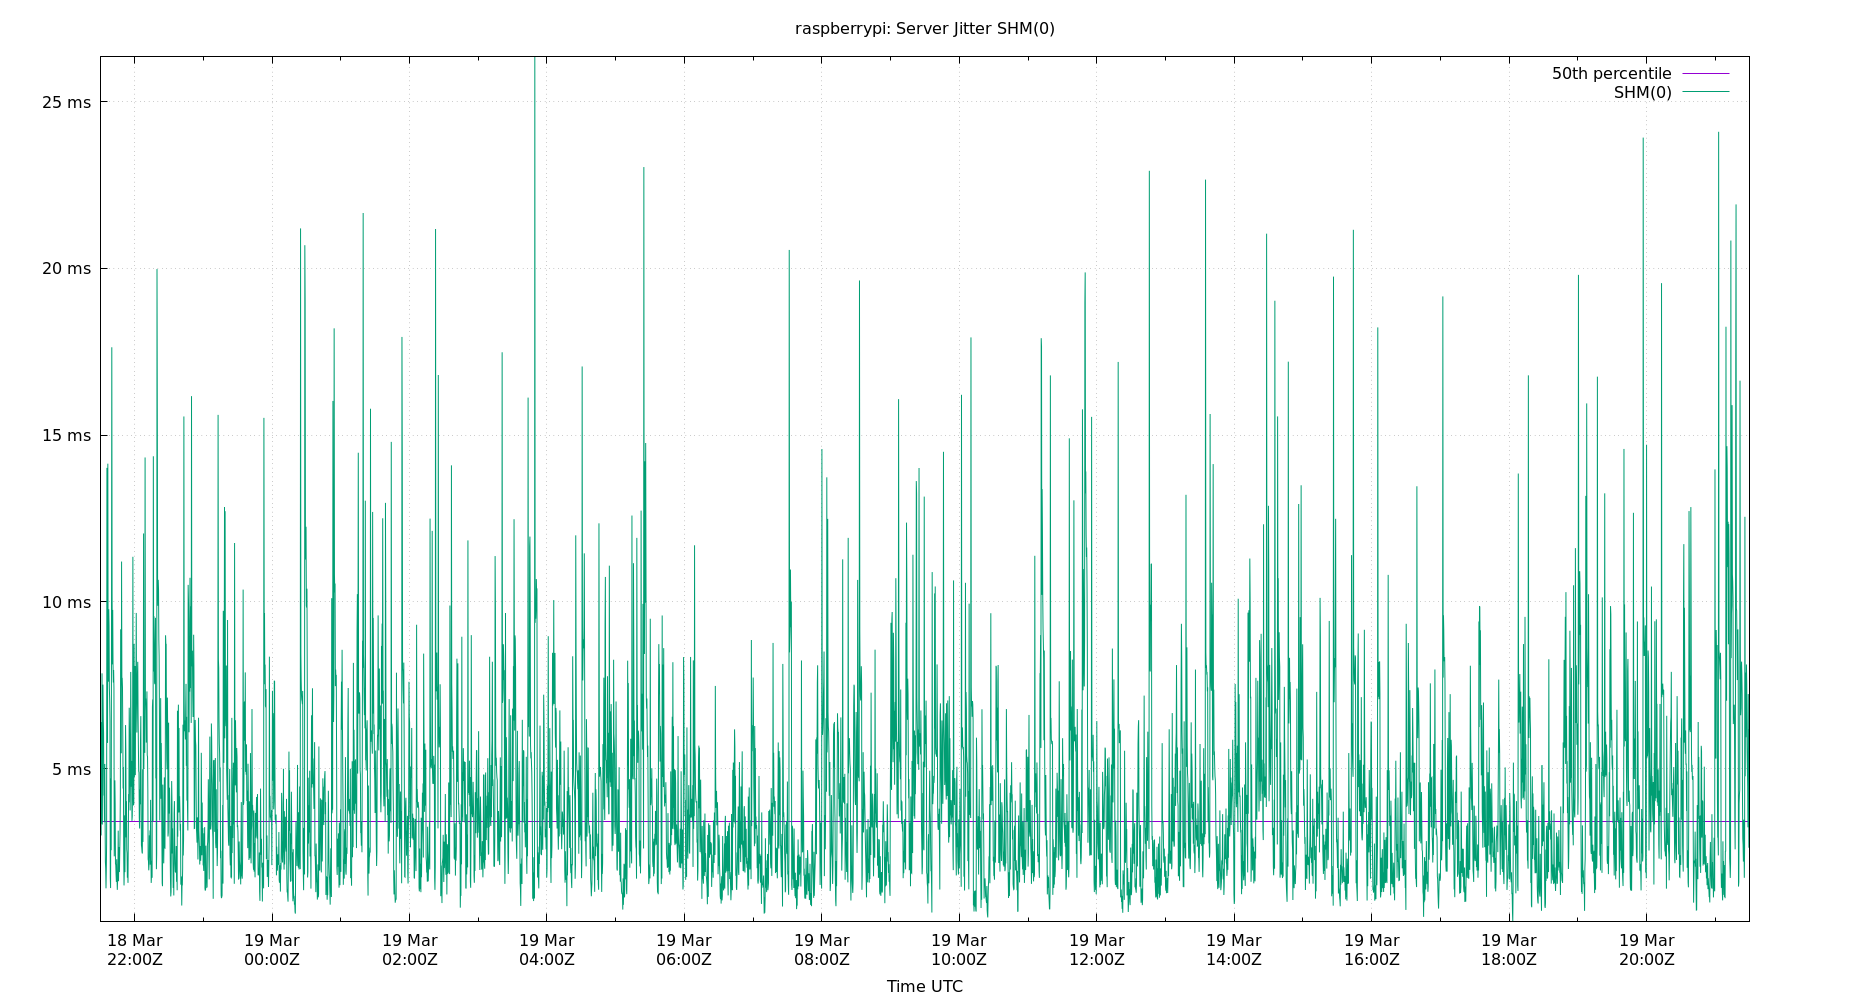 raspberrypi: Server Jitter SHM(0)
50th percentile
SHM(0)
25 ms
20 ms
15 ms
10 ms
5 ms
18 Mar 19 Mar 19 Mar 19 Mar 19 Mar 19 Mar 19 Mar 19 Mar 19 Mar 19 Mar 19 Mar 19 Mar
22:00Z 00:00Z 02:00Z 04:00Z 06:00Z 08:00Z 10:00Z 12:00Z 14:00Z 16:00Z 18:00Z 20:00Z
Time UTC